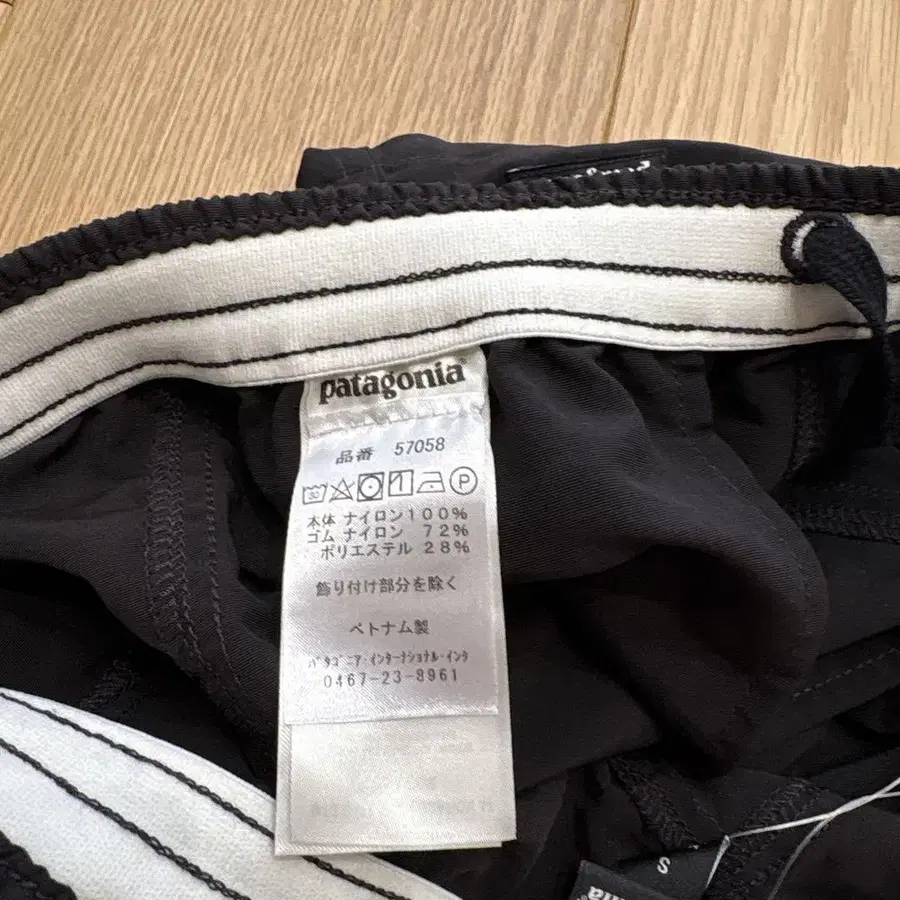 patagonia®
品番 57058
30 P
本体 ナイロン100%
ゴム ナイロン 72%
ポリエステル 28%
飾り付け部分を除く
ベトナム製
パタゴニア・インターナショナル・インク
0467-23-8961
S